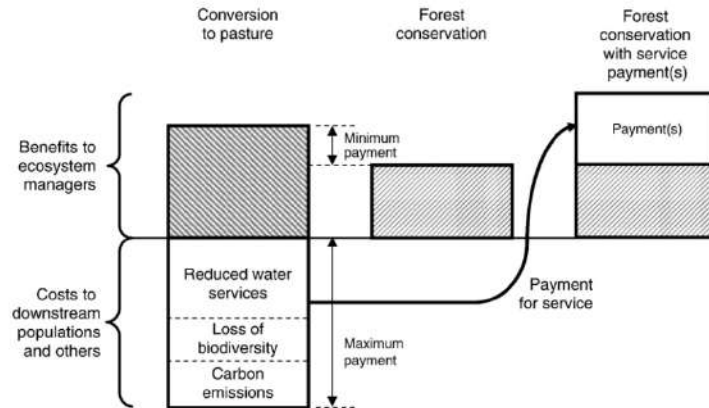 Conversion
to pasture
Forest
conservation
Forest
conservation
with service
payment(s)
Benefits to
ecosystem
managers
Minimum
payment
Payment(s)
Costs to
downstream
populations
and others
Reduced water
services
Loss of
biodiversity
Carbon
emissions
Maximum
payment
Payment
for service